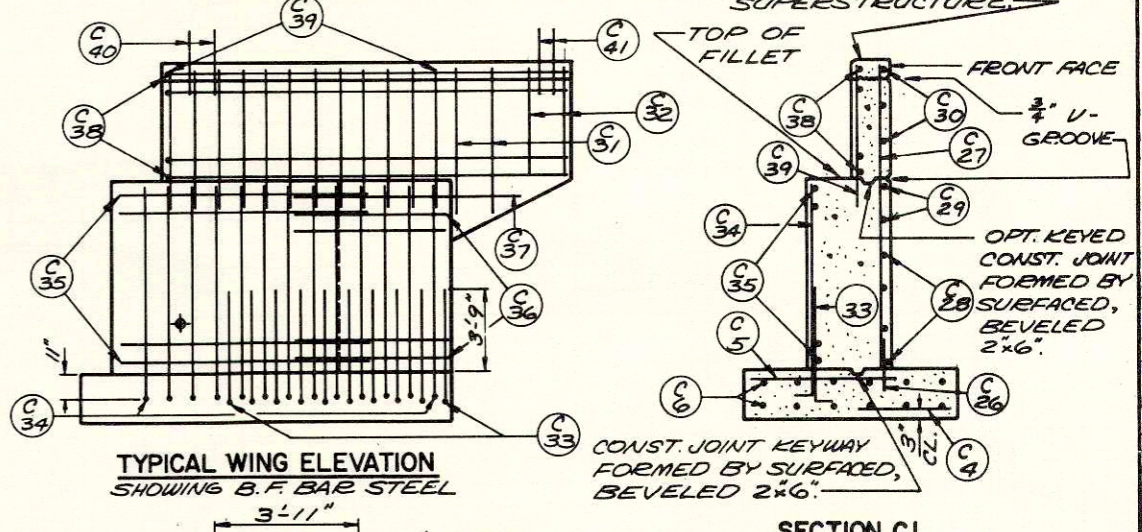 SUPERSTRUCTURE.
C
39
C
40
C
41
TOP OF
FILLET
FRONT FACE
C
38
C
32
C
38
C
30
3/4" V-
GROOVE
C
31
C
39
C
27
C
29
C
34
C
37
C
35
C
35
OPT. KEYED
CONST. JOINT
FORMED BY
SURFACED,
BEVELED
2"x6".
C
28
C
36
33
3'-9"
11"
C
5
C
6
C
26
C
34
C
33
3"
CL.
C
4
TYPICAL WING ELEVATION
SHOWING B.F. BAR STEEL
CONST. JOINT KEYWAY
FORMED BY SURFACED,
BEVELED 2"x6".
3'-11"
SECTION C1